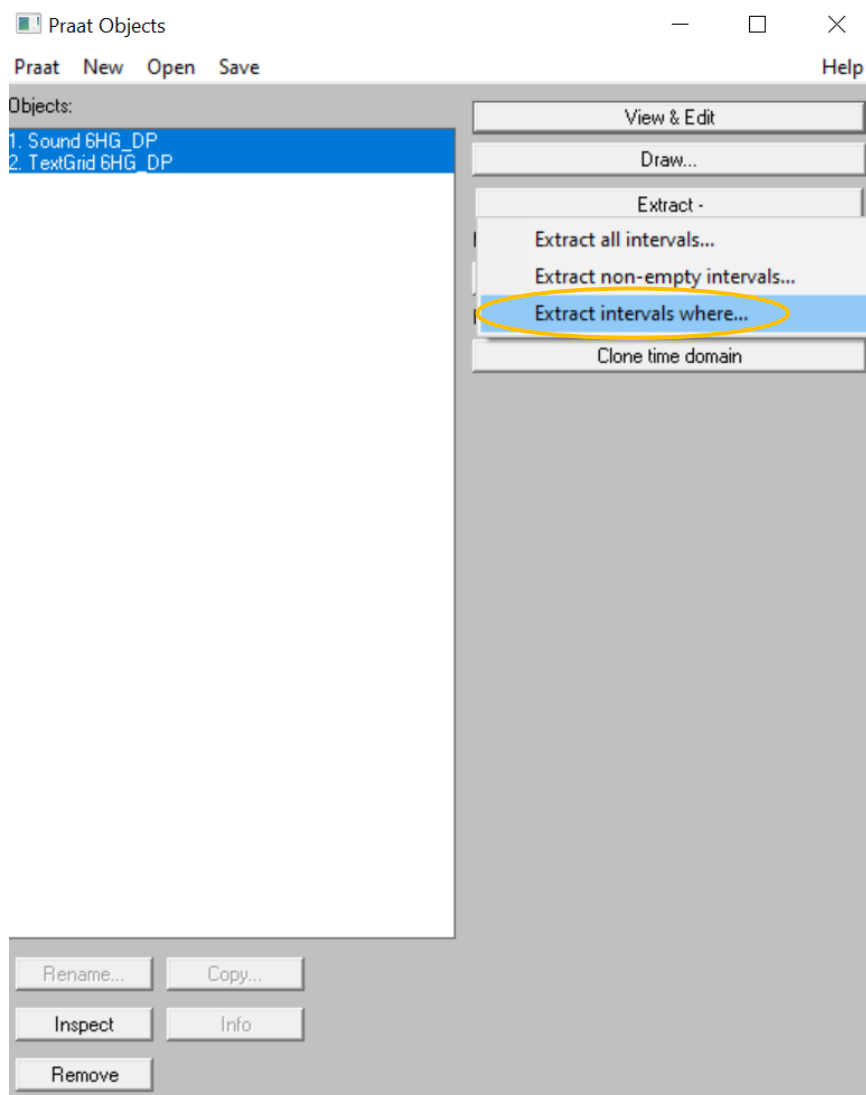 Praat Objects
Praat New Open Save Help
Objects:
1. Sound 6HG_DP
2. TextGrid 6HG_DP
View & Edit
Draw...
Extract -
Extract all intervals...
Extract non-empty intervals...
Extract intervals where...
Clone time domain
Rename... Copy...
Inspect Info
Remove